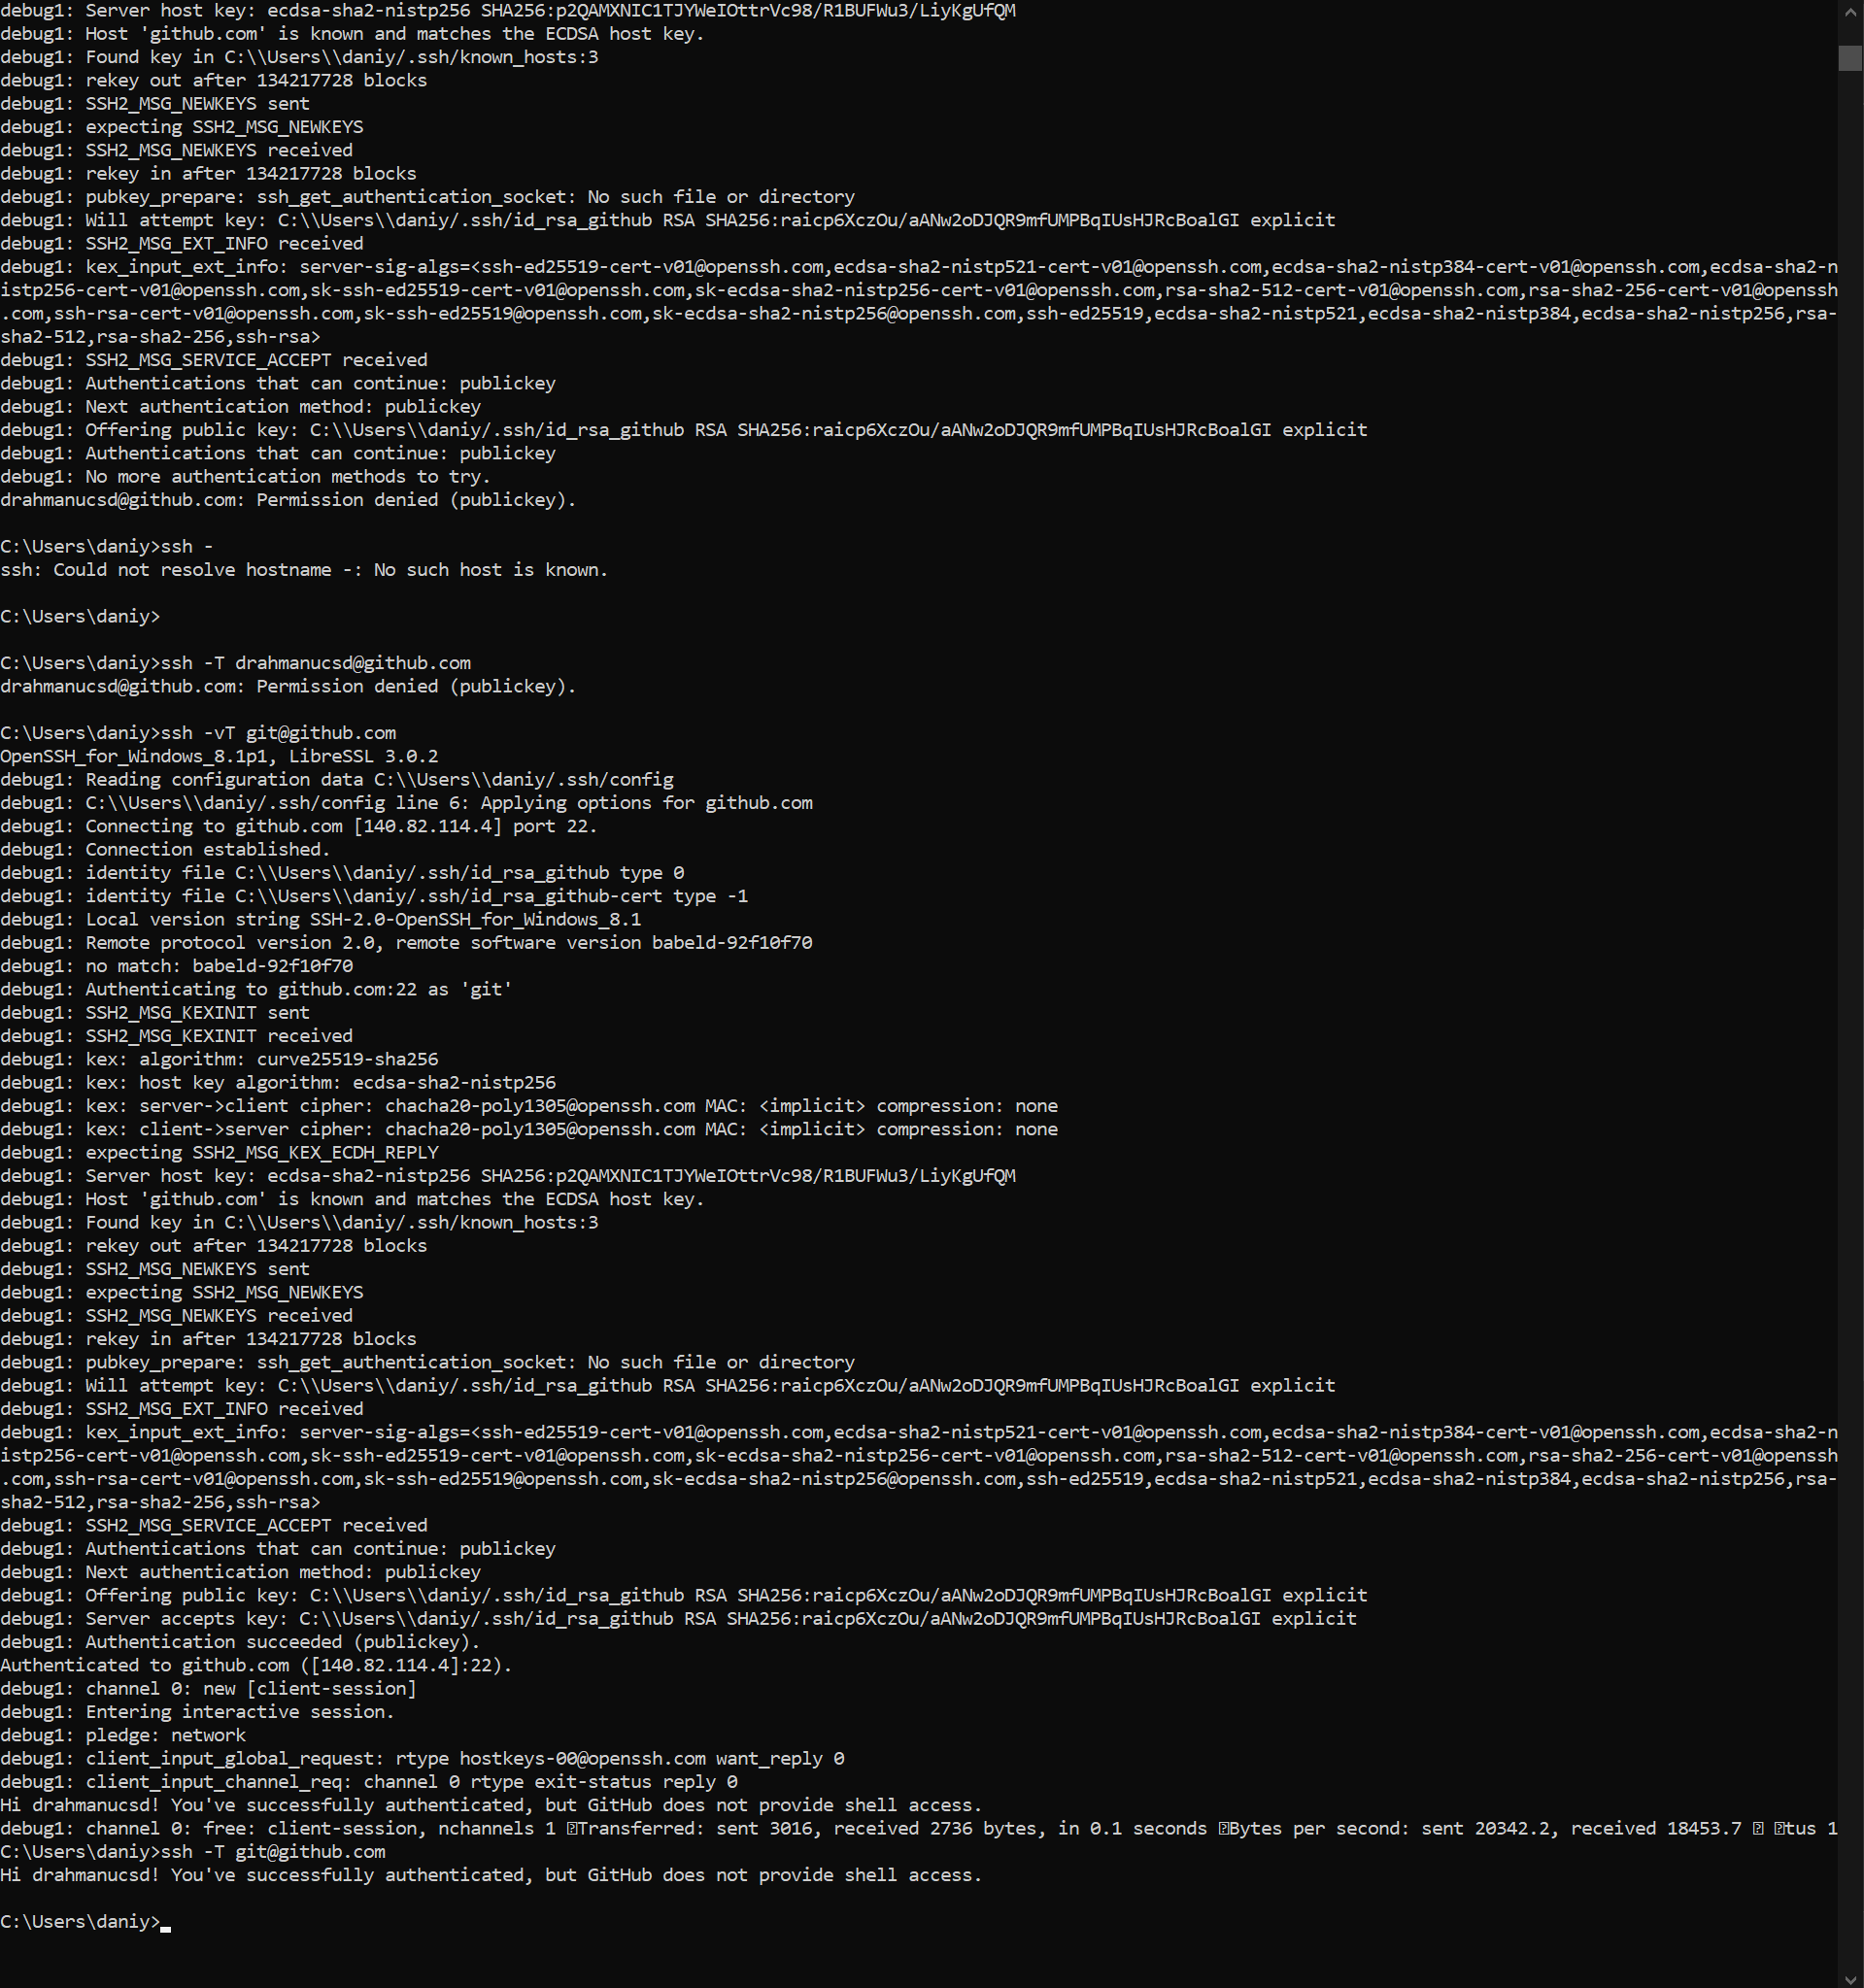 debug1: Server host key: ecdsa-sha2-nistp256 SHA256:p2QAMXNIC1TJYWeIOttrVc98/R1BUFWu3/LiyKgUfQM
debug1: Host 'github.com' is known and matches the ECDSA host key.
debug1: Found key in C:\\Users\\daniy/.ssh/known_hosts:3
debug1: rekey out after 134217728 blocks
debug1: SSH2_MSG_NEWKEYS sent
debug1: expecting SSH2_MSG_NEWKEYS
debug1: SSH2_MSG_NEWKEYS received
debug1: rekey in after 134217728 blocks
debug1: pubkey_prepare: ssh_get_authentication_socket: No such file or directory
debug1: Will attempt key: C:\\Users\\daniy/.ssh/id_rsa_github RSA SHA256:raicp6XczOu/aANw2oDJQR9mfUMPBqIUsHJRcBoalGI explicit
debug1: SSH2_MSG_EXT_INFO received
debug1: kex_input_ext_info: server-sig-algs=<ssh-ed25519-cert-v01@openssh.com,ecdsa-sha2-nistp521-cert-v01@openssh.com,ecdsa-sha2-nistp384-cert-v01@openssh.com,ecdsa-sha2-n
istp256-cert-v01@openssh.com,sk-ssh-ed25519-cert-v01@openssh.com,sk-ecdsa-sha2-nistp256-cert-v01@openssh.com,rsa-sha2-512-cert-v01@openssh.com,rsa-sha2-256-cert-v01@openssh
.com,ssh-rsa-cert-v01@openssh.com,sk-ssh-ed25519@openssh.com,sk-ecdsa-sha2-nistp256@openssh.com,ssh-ed25519,ecdsa-sha2-nistp521,ecdsa-sha2-nistp384,ecdsa-sha2-nistp256,rsa-
sha2-512,rsa-sha2-256,ssh-rsa>
debug1: SSH2_MSG_SERVICE_ACCEPT received
debug1: Authentications that can continue: publickey
debug1: Next authentication method: publickey
debug1: Offering public key: C:\\Users\\daniy/.ssh/id_rsa_github RSA SHA256:raicp6XczOu/aANw2oDJQR9mfUMPBqIUsHJRcBoalGI explicit
debug1: Authentications that can continue: publickey
debug1: No more authentication methods to try.
drahmanucsd@github.com: Permission denied (publickey).
C:\Users\daniy>ssh -
ssh: Could not resolve hostname -: No such host is known.
C:\Users\daniy>
C:\Users\daniy>ssh -T drahmanucsd@github.com
drahmanucsd@github.com: Permission denied (publickey).
C:\Users\daniy>ssh -vT git@github.com
OpenSSH_for_Windows_8.1p1, LibreSSL 3.0.2
debug1: Reading configuration data C:\\Users\\daniy/.ssh/config
debug1: C:\\Users\\daniy/.ssh/config line 6: Applying options for github.com
debug1: Connecting to github.com [140.82.114.4] port 22.
debug1: Connection established.
debug1: identity file C:\\Users\\daniy/.ssh/id_rsa_github type 0
debug1: identity file C:\\Users\\daniy/.ssh/id_rsa_github-cert type -1
debug1: Local version string SSH-2.0-OpenSSH_for_Windows_8.1
debug1: Remote protocol version 2.0, remote software version babeld-92f10f70
debug1: no match: babeld-92f10f70
debug1: Authenticating to github.com:22 as 'git'
debug1: SSH2_MSG_KEXINIT sent
debug1: SSH2_MSG_KEXINIT received
debug1: kex: algorithm: curve25519-sha256
debug1: kex: host key algorithm: ecdsa-sha2-nistp256
debug1: kex: server->client cipher: chacha20-poly1305@openssh.com MAC: <implicit> compression: none
debug1: kex: client->server cipher: chacha20-poly1305@openssh.com MAC: <implicit> compression: none
debug1: expecting SSH2_MSG_KEX_ECDH_REPLY
debug1: Server host key: ecdsa-sha2-nistp256 SHA256:p2QAMXNIC1TJYWeIOttrVc98/R1BUFWu3/LiyKgUfQM
debug1: Host 'github.com' is known and matches the ECDSA host key.
debug1: Found key in C:\\Users\\daniy/.ssh/known_hosts:3
debug1: rekey out after 134217728 blocks
debug1: SSH2_MSG_NEWKEYS sent
debug1: expecting SSH2_MSG_NEWKEYS
debug1: SSH2_MSG_NEWKEYS received
debug1: rekey in after 134217728 blocks
debug1: pubkey_prepare: ssh_get_authentication_socket: No such file or directory
debug1: Will attempt key: C:\\Users\\daniy/.ssh/id_rsa_github RSA SHA256:raicp6XczOu/aANw2oDJQR9mfUMPBqIUsHJRcBoalGI explicit
debug1: SSH2_MSG_EXT_INFO received
debug1: kex_input_ext_info: server-sig-algs=<ssh-ed25519-cert-v01@openssh.com,ecdsa-sha2-nistp521-cert-v01@openssh.com,ecdsa-sha2-nistp384-cert-v01@openssh.com,ecdsa-sha2-n
istp256-cert-v01@openssh.com,sk-ssh-ed25519-cert-v01@openssh.com,sk-ecdsa-sha2-nistp256-cert-v01@openssh.com,rsa-sha2-512-cert-v01@openssh.com,rsa-sha2-256-cert-v01@openssh
.com,ssh-rsa-cert-v01@openssh.com,sk-ssh-ed25519@openssh.com,sk-ecdsa-sha2-nistp256@openssh.com,ssh-ed25519,ecdsa-sha2-nistp521,ecdsa-sha2-nistp384,ecdsa-sha2-nistp256,rsa-
sha2-512,rsa-sha2-256,ssh-rsa>
debug1: SSH2_MSG_SERVICE_ACCEPT received
debug1: Authentications that can continue: publickey
debug1: Next authentication method: publickey
debug1: Offering public key: C:\\Users\\daniy/.ssh/id_rsa_github RSA SHA256:raicp6XczOu/aANw2oDJQR9mfUMPBqIUsHJRcBoalGI explicit
debug1: Server accepts key: C:\\Users\\daniy/.ssh/id_rsa_github RSA SHA256:raicp6XczOu/aANw2oDJQR9mfUMPBqIUsHJRcBoalGI explicit
debug1: Authentication succeeded (publickey).
Authenticated to github.com ([140.82.114.4]:22).
debug1: channel 0: new [client-session]
debug1: Entering interactive session.
debug1: pledge: network
debug1: client_input_global_request: rtype hostkeys-00@openssh.com want_reply 0
debug1: client_input_channel_req: channel 0 rtype exit-status reply 0
Hi drahmanucsd! You've successfully authenticated, but GitHub does not provide shell access.
debug1: channel 0: free: client-session, nchannels 1 Transferred: sent 3016, received 2736 bytes, in 0.1 seconds Bytes per second: sent 20342.2, received 18453.7 tus 1
C:\Users\daniy>ssh -T git@github.com
Hi drahmanucsd! You've successfully authenticated, but GitHub does not provide shell access.
C:\Users\daniy>